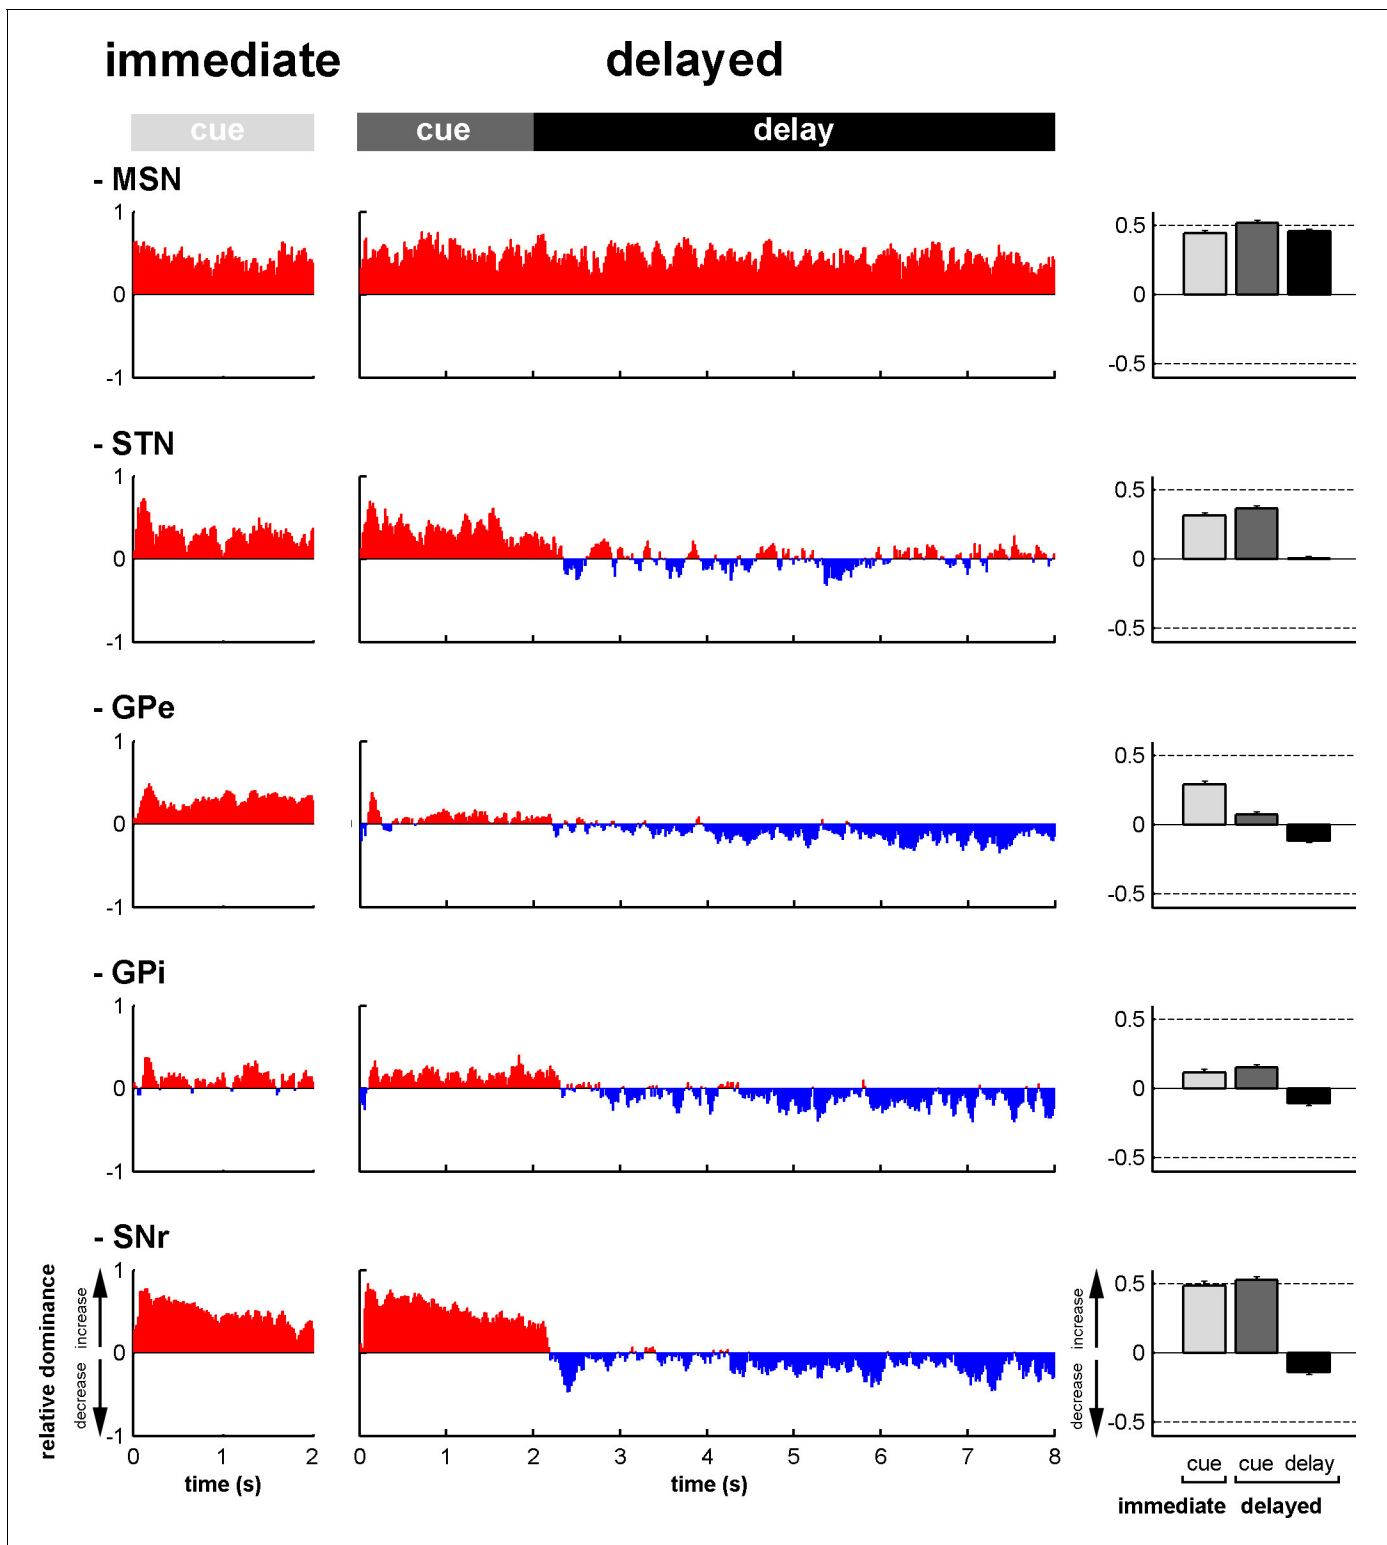 immediate delayed
cue cue delay
- MSN
1
0
-1
0.5
0
-0.5
- STN
1
0
-1
0.5
0
-0.5
- GPe
1
0
-1
0.5
0
-0.5
- GPi
1
0
-1
0.5
0
-0.5
- SNr
relative dominance
decrease increase
1
0
-1
0 1 2
time (s)
0 1 2 3 4 5 6 7 8
time (s)
decrease increase
0.5
0
-0.5
cue cue delay
immediate delayed